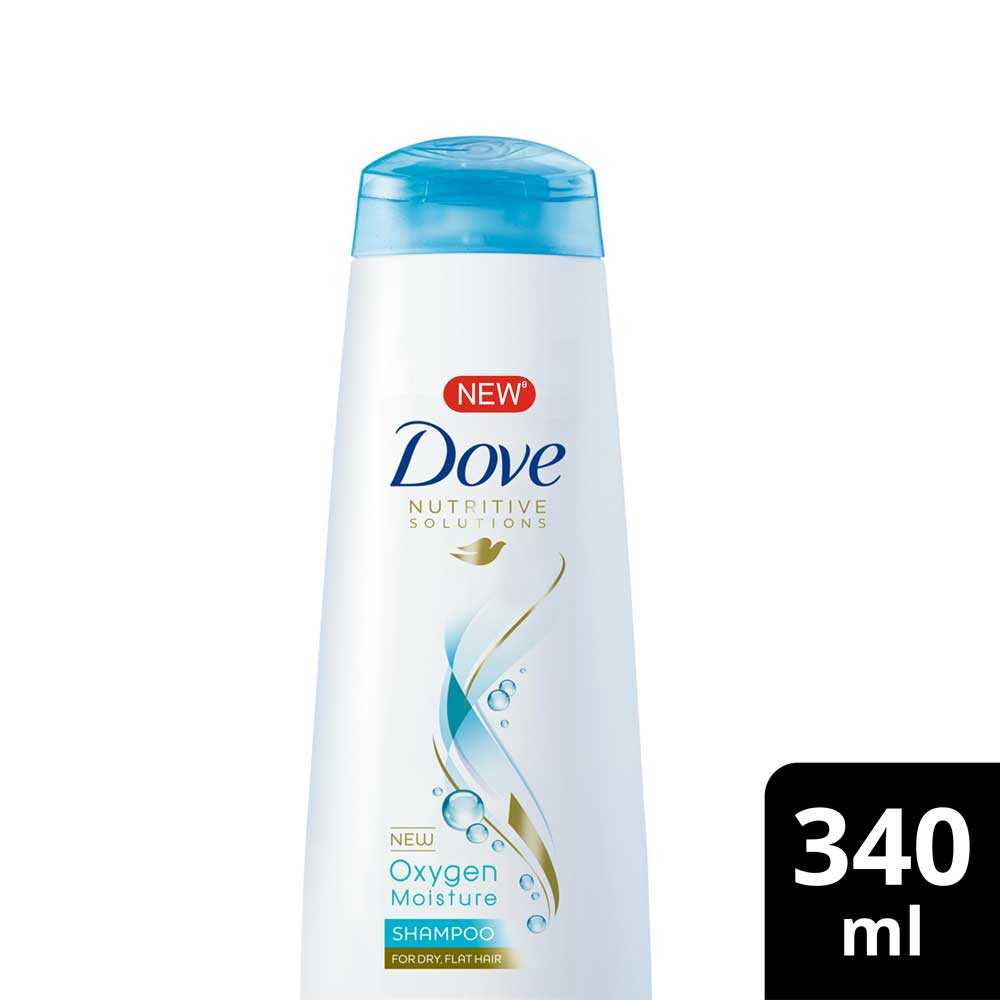 NEW®
Dove
NUTRITIVE
SOLUTIONS
NEW
Oxygen
Moisture
SHAMPOO
FOR DRY, FLAT HAIR
340
ml